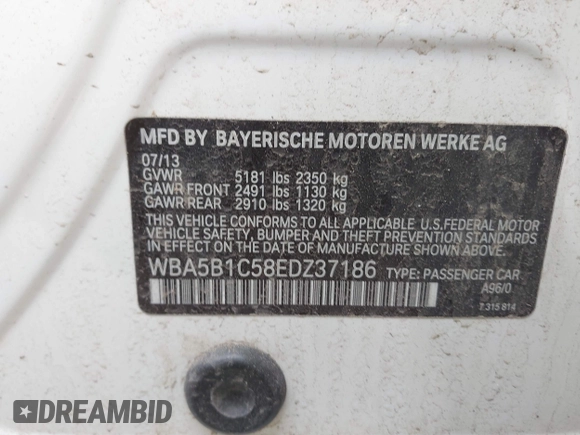 MFD BY BAYERISCHE MOTOREN WERKE AG
07/13
GVWR 5181 lbs 2350 kg
GAWR FRONT 2491 lbs 1130 kg
GAWR REAR 2910 lbs 1320 kg
THIS VEHICLE CONFORMS TO ALL APPLICABLE U.S.FEDERAL MOTOR
VEHICLE SAFETY, BUMPER, AND THEFT PREVENTION STANDARDS
IN EFFECT ON THE DATE OF MANUFACTURE SHOWN ABOVE.
WBA5B1C58EDZ37186 TYPE: PASSENGER CAR
A96/0
7 315 814
DREAMBID